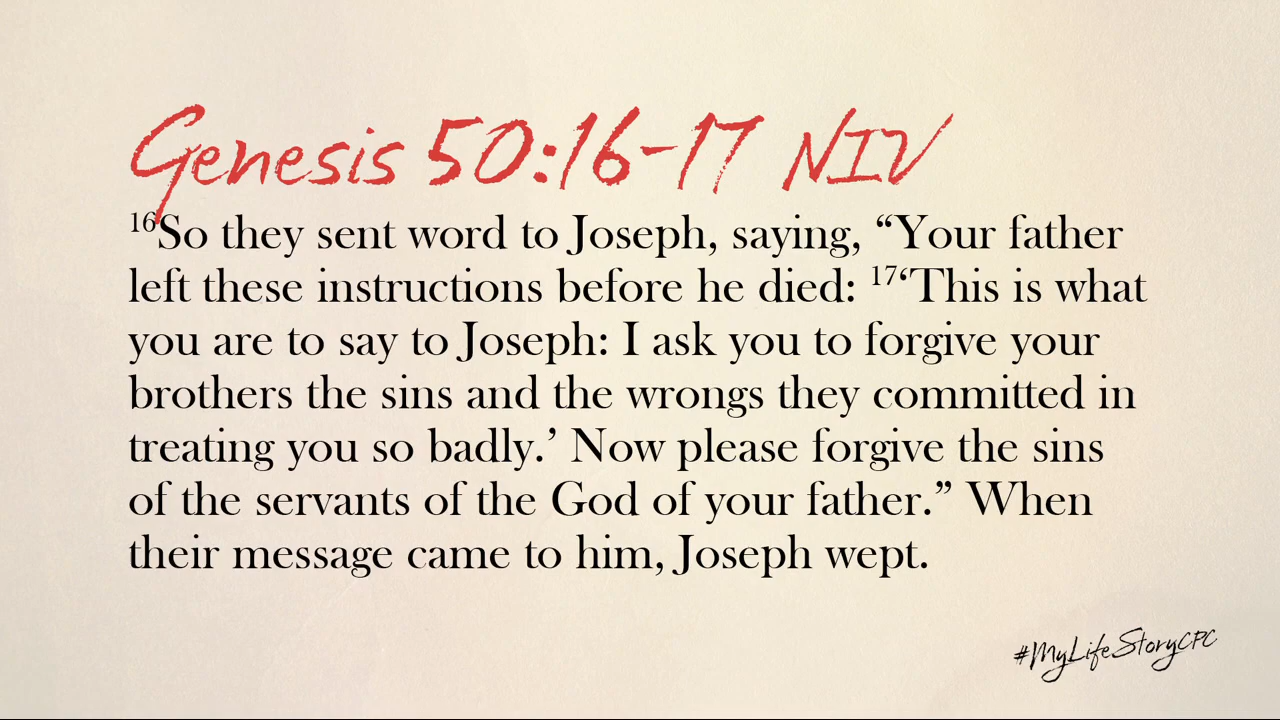 Genesis 50:16-17 NIV
¹⁶So they sent word to Joseph, saying, “Your father
left these instructions before he died: ¹⁷‘This is what
you are to say to Joseph: I ask you to forgive your
brothers the sins and the wrongs they committed in
treating you so badly.’ Now please forgive the sins
of the servants of the God of your father.” When
their message came to him, Joseph wept.
#MyLifeStoryCPC